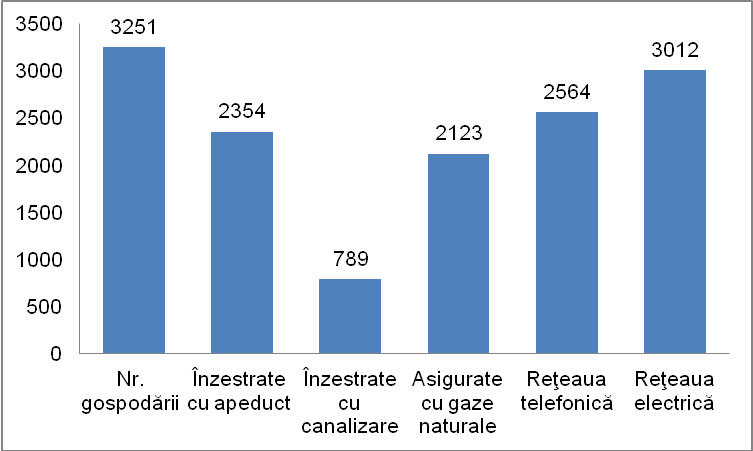 3500
3000
2500
2000
1500
1000
500
0
3251
2354
789
2123
2564
3012
Nr.
gospodării
Înzestrate
cu apeduct
Înzestrate
cu
canalizare
Asigurate
cu gaze
naturale
Reţeaua
telefonică
Reţeaua
electrică